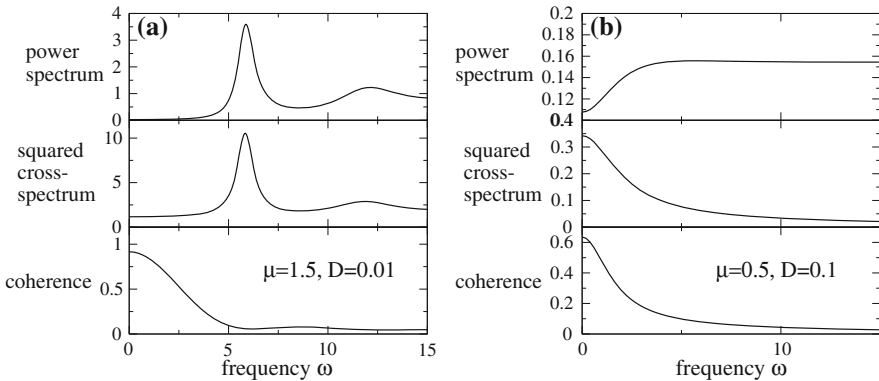 (a)
power
spectrum
4
3
2
1
0
squared
cross-
spectrum
10
5
0
coherence
1
0.5
0
μ=1.5, D=0.01
0 5 10 15
frequency ω
(b)
power
spectrum
0.2
0.18
0.16
0.14
0.12
0.1
squared
cross-
spectrum
0.4
0.3
0.2
0.1
0
coherence
0.6
0.4
0.2
0
μ=0.5, D=0.1
0 5 10
frequency ω